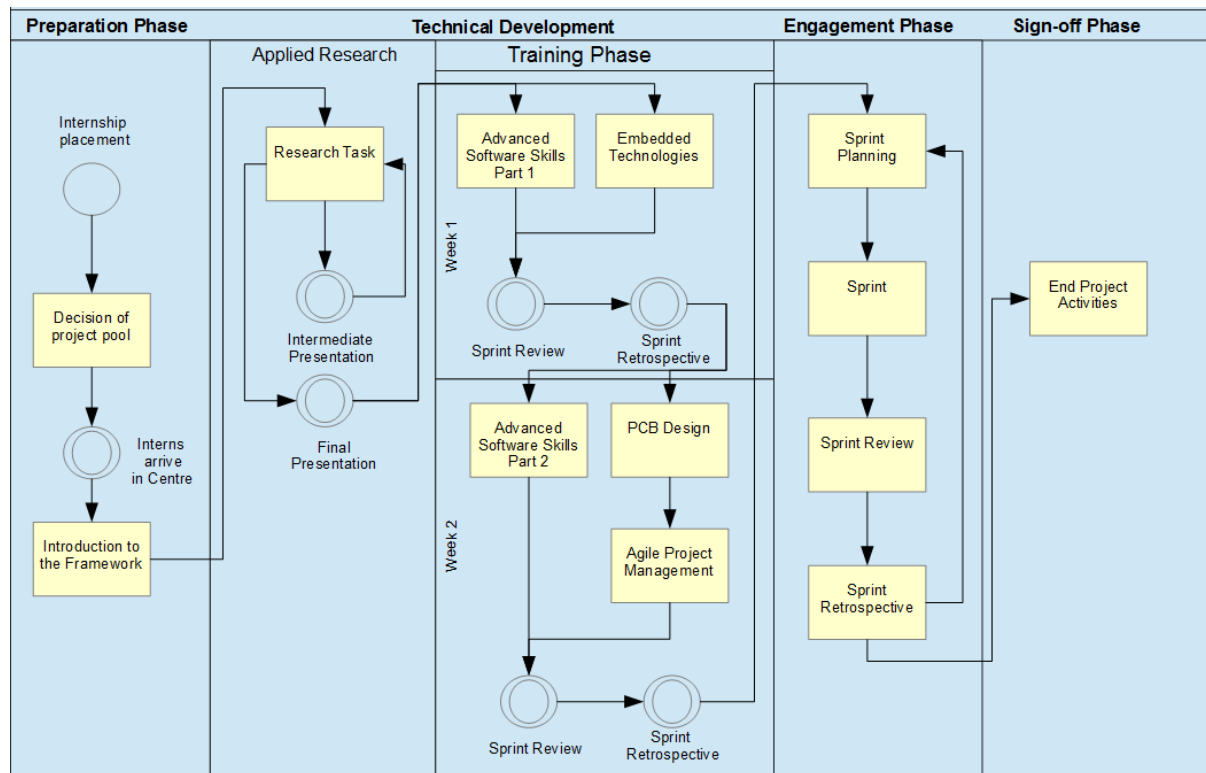 Preparation Phase
Technical Development
Engagement Phase
Sign-off Phase
Applied Research
Training Phase
Internship
placement
Decision of
project pool
Interns
arrive
in Centre
Introduction to
the Framework
Research Task
Intermediate
Presentation
Final
Presentation
Week 1
Advanced
Software Skills
Part 1
Embedded
Technologies
Sprint Review
Sprint
Retrospective
Week 2
Advanced
Software Skills
Part 2
PCB Design
Agile Project
Management
Sprint Review
Sprint
Retrospective
Sprint
Planning
Sprint
Sprint Review
Sprint
Retrospective
End Project
Activities